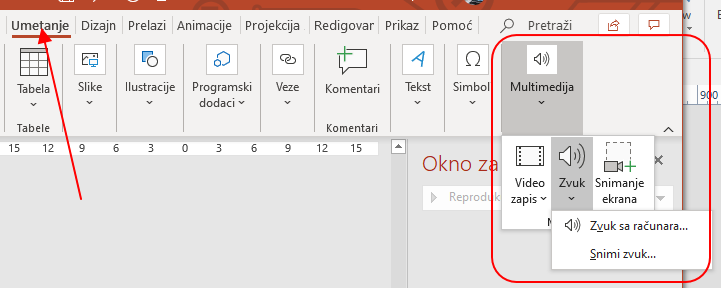 Umetanje Dizajn Prelazi Animacije Projekcija Redigovar Prikaz Pomoć Pretraži
Tabela Slike Ilustracije Programski dodaci Veze Komentari Tekst Simbol Multimedija
Tabele Komentari
15 12 9 6 3 0 3 6 9 12 15
900
Okno za
Reproduk
Video zapis Zvuk Snimanje ekrana
Zvuk sa računara...
Snimi zvuk...